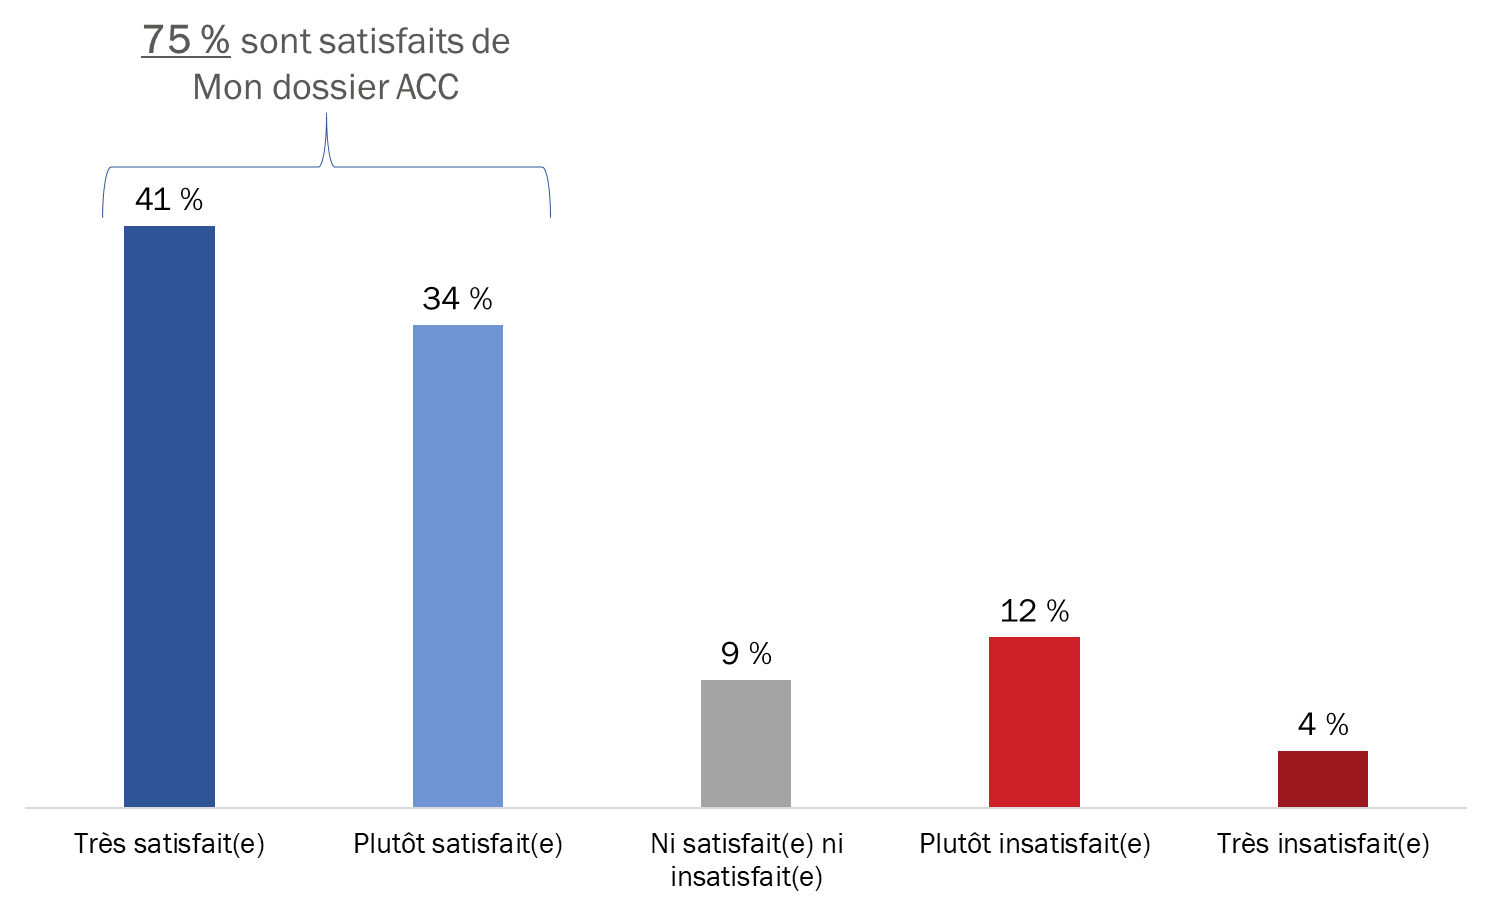 75 % sont satisfaits de
Mon dossier ACC
41 %
34 %
9 %
12 %
4 %
Très satisfait(e)
Plutôt satisfait(e)
Ni satisfait(e) ni
insatisfait(e)
Plutôt insatisfait(e)
Très insatisfait(e)